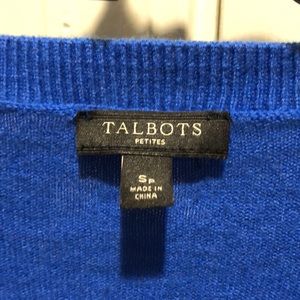 TALBOTS
PETITES
SP
MADE IN
CHINA